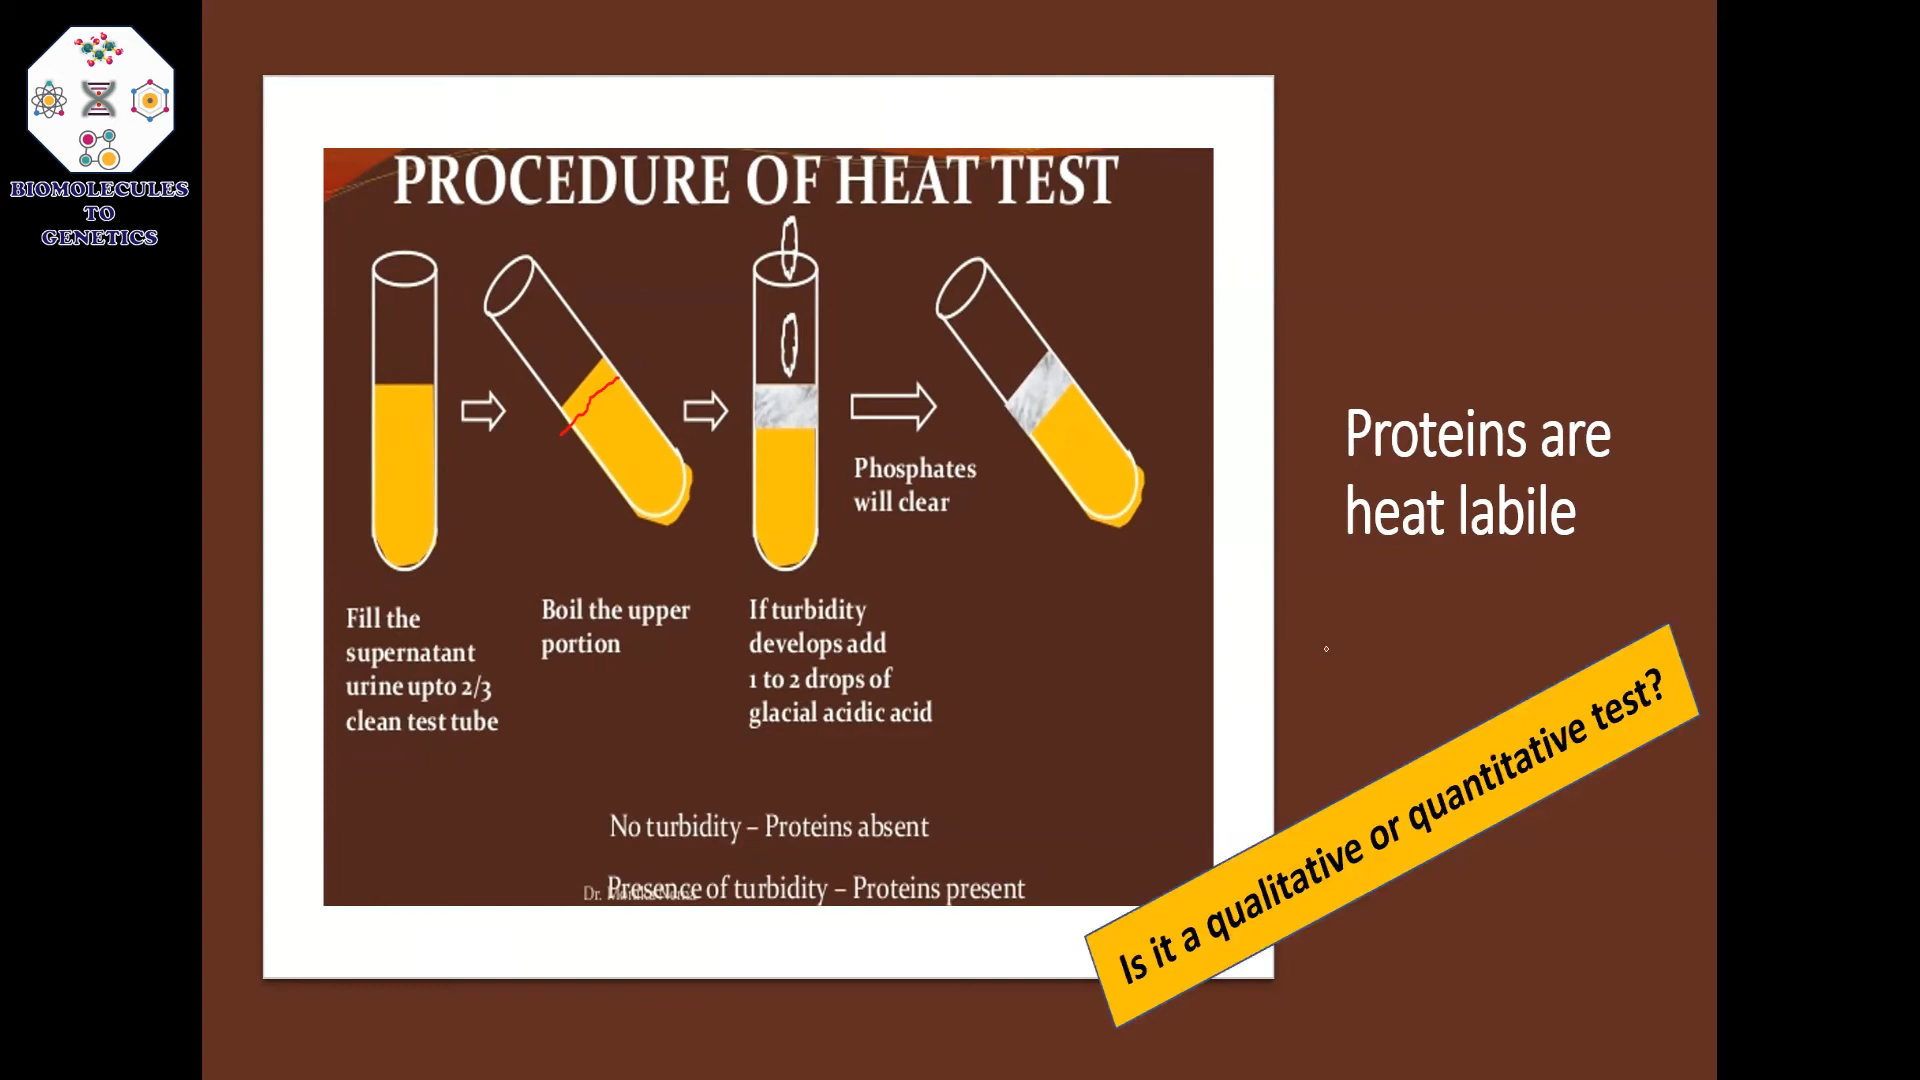 BIOMOLECULES
TO
GENETICS
PROCEDURE OF HEAT TEST
Phosphates
will clear
Fill the
supernatant
urine upto 2/3
clean test tube
Boil the upper
portion
If turbidity
develops add
1 to 2 drops of
glacial acidic acid
No turbidity – Proteins absent
Presence of turbidity – Proteins present
Dr.
Proteins are
heat labile
Is it a qualitative or quantitative test?